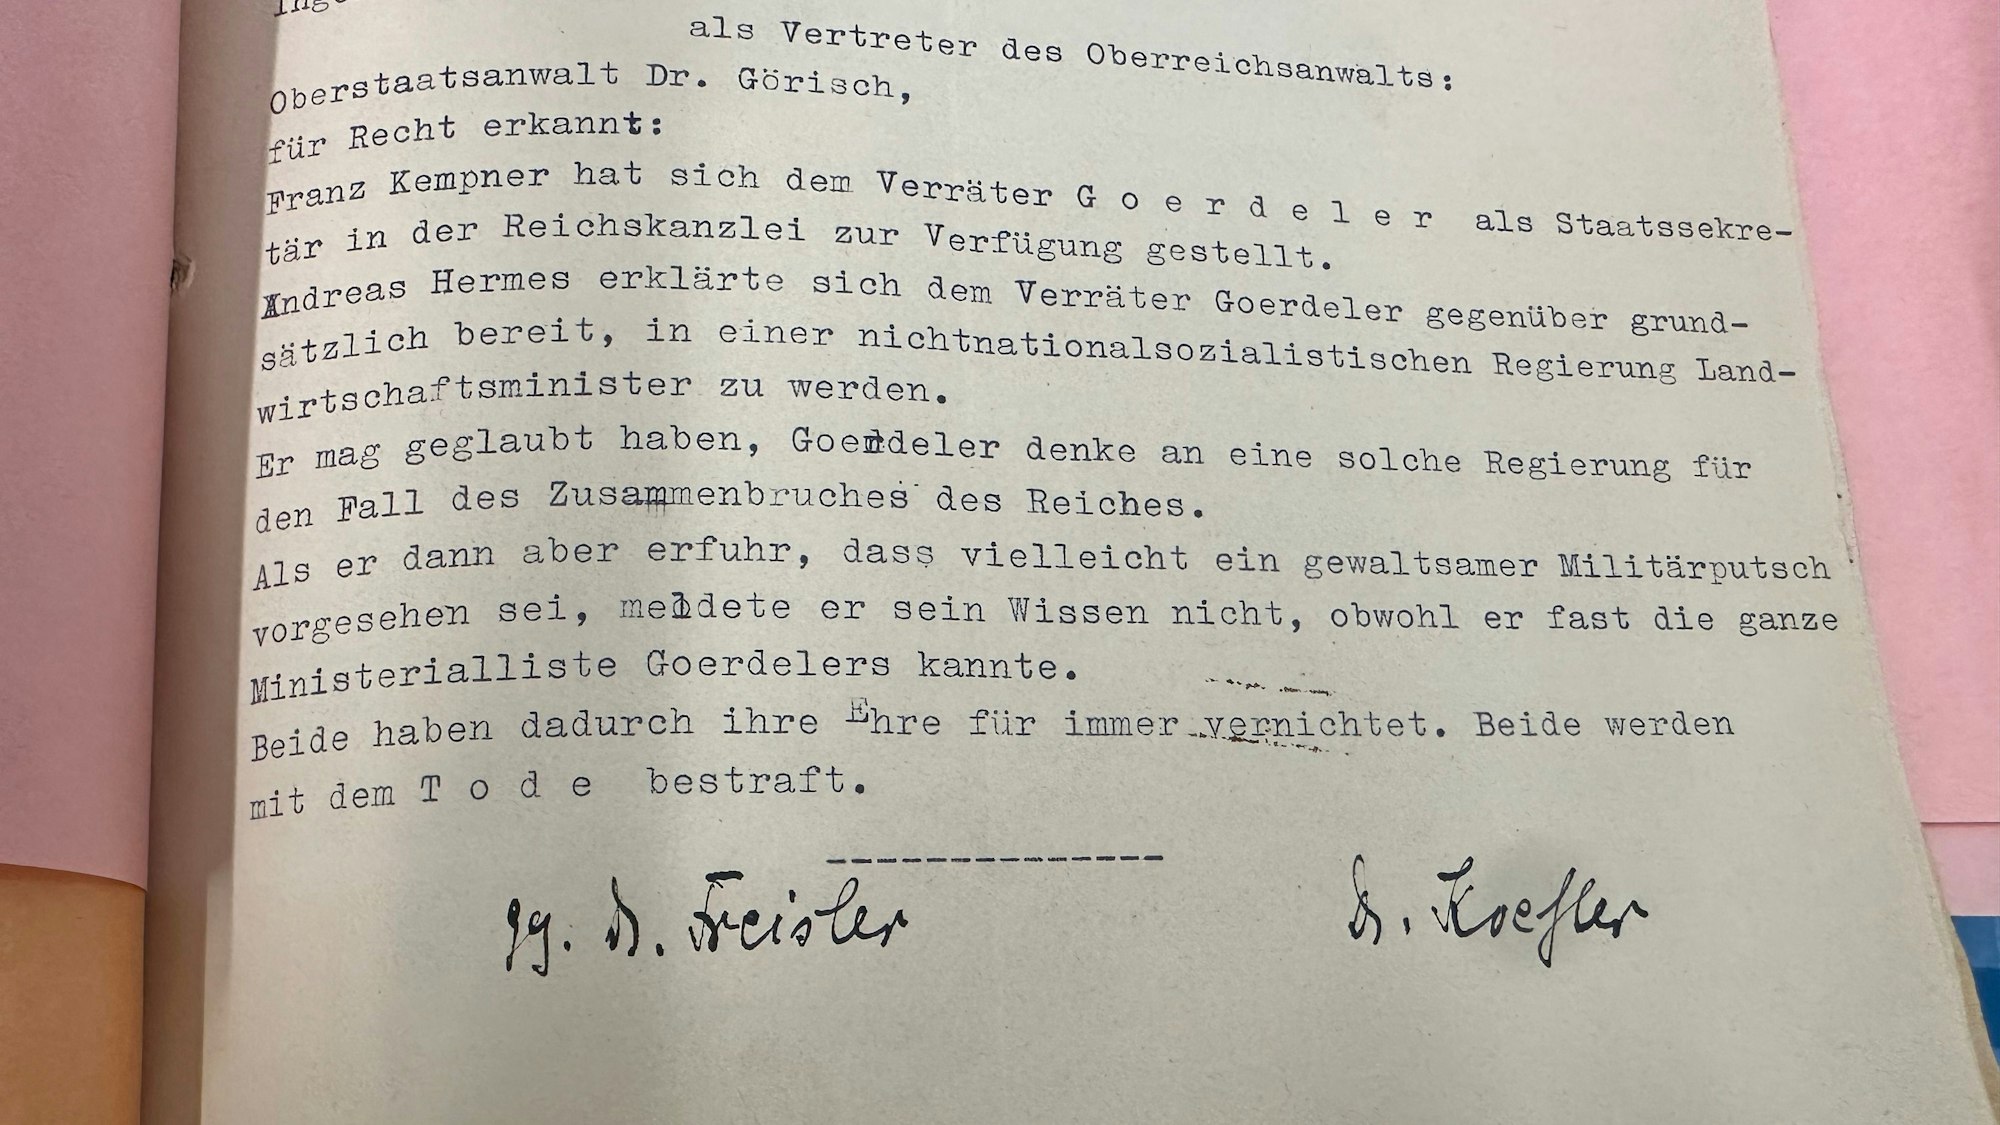 als Vertreter des Oberreichsanwalts:
Oberstaatsanwalt Dr. Görisch,
für Recht erkannt:
Franz Kempner hat sich dem Verräter G o e r d e l e r als Staatssekre-
tär in der Reichskanzlei zur Verfügung gestellt.
Andreas Hermes erklärte sich dem Verräter Goerdeler gegenüber grund-
sätzlich bereit, in einer nichtnationalsozialistischen Regierung Land-
wirtschaftsminister zu werden.
Er mag geglaubt haben, Goerdeler denke an eine solche Regierung für
den Fall des Zusammenbruches des Reiches.
Als er dann aber erfuhr, dass vielleicht ein gewaltsamer Militärputsch
vorgesehen sei, meldete er sein Wissen nicht, obwohl er fast die ganze
Ministerialliste Goerdelers kannte.
Beide haben dadurch ihre Ehre für immer vernichtet. Beide werden
mit dem T o d e bestraft.
--------------
gg. Dr. Freisler Dr. Koehler